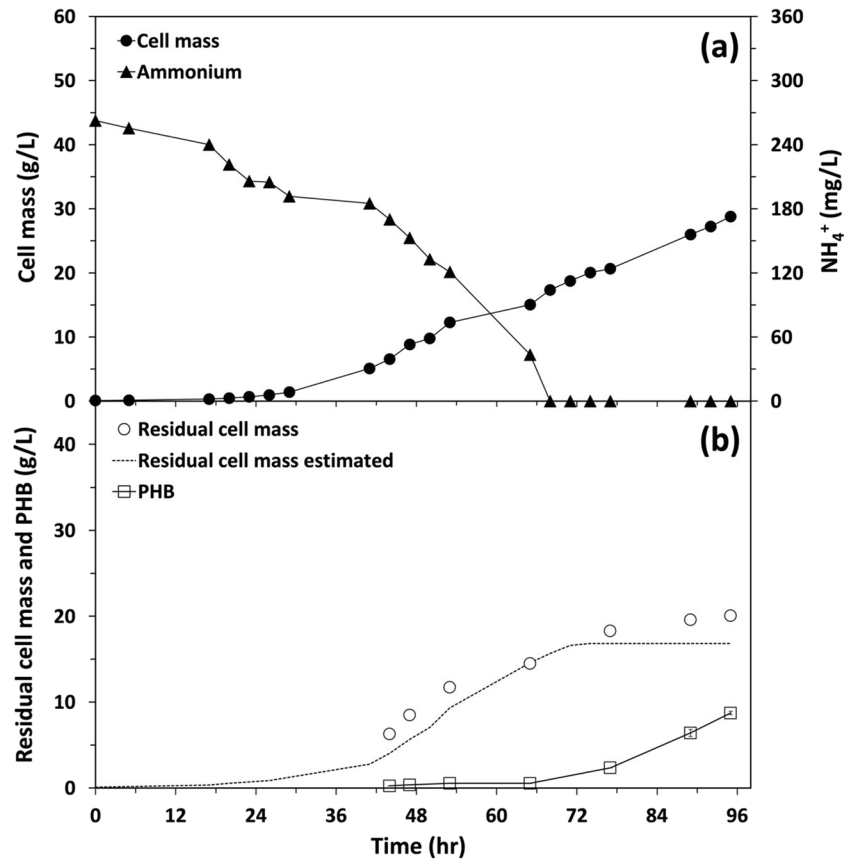 (a)
Cell mass
Ammonium
Cell mass (g/L)
60
50
40
30
20
10
0
NH₄⁺ (mg/L)
360
300
240
180
120
60
0
(b)
Residual cell mass
Residual cell mass estimated
PHB
Residual cell mass and PHB (g/L)
40
30
20
10
0
0 12 24 36 48 60 72 84 96
Time (hr)